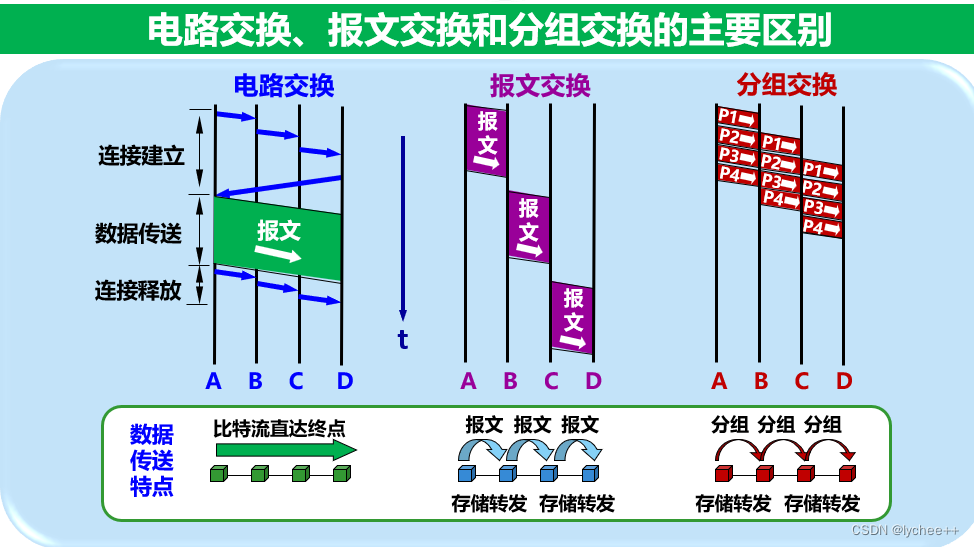 电路交换、报文交换和分组交换的主要区别
电路交换
报文交换
分组交换
连接建立
数据传送
连接释放
报文
t
A B C D
报
文
报
文
报
文
A B C D
P1
P2
P3
P4
P1
P2
P3
P4
P1
P2
P3
P4
A B C D
数据
传送
特点
比特流直达终点
报文 报文 报文
存储转发 存储转发
分组 分组 分组
存储转发 存储转发
CSDN @lychee++